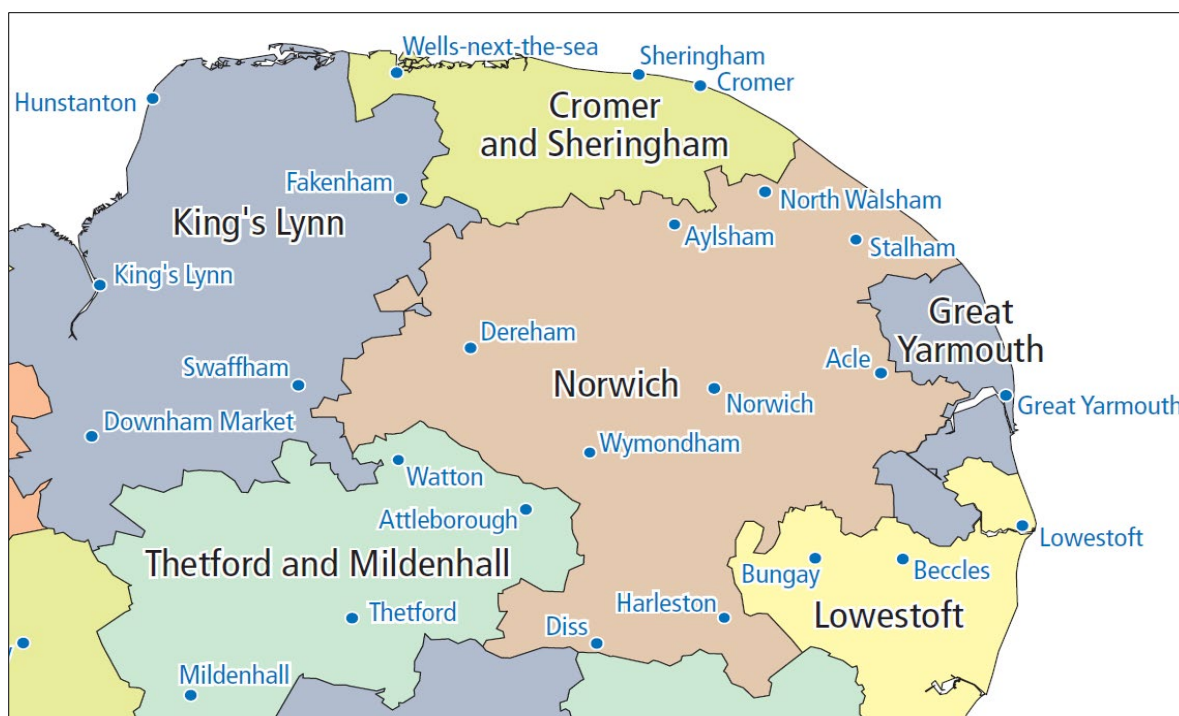 Wells-next-the-sea
Sheringham
Cromer
Hunstanton
Cromer
and Sheringham
Fakenham
North Walsham
King's Lynn
Aylsham
Stalham
King's Lynn
Great
Yarmouth
Dereham
Swaffham
Norwich
Acle
Norwich
Great Yarmouth
Downham Market
Wymondham
Watton
Attleborough
Lowestoft
Thetford and Mildenhall
Bungay
Beccles
Thetford
Harleston
Lowestoft
Diss
Mildenhall